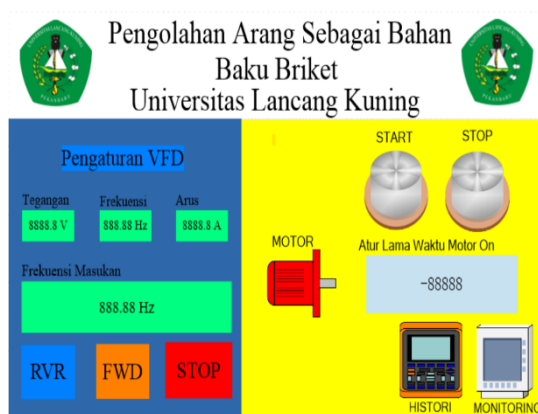 Pengolahan Arang Sebagai Bahan
Baku Briket
Universitas Lancang Kuning
Pengaturan VFD
Tegangan
Frekuensi
Arus
8888.8 V
888.88 Hz
8888.8 A
Frekuensi Masukan
888.88 Hz
RVR
FWD
STOP
START
STOP
MOTOR
Atur Lama Waktu Motor On
-88888
HISTORI
MONITORING